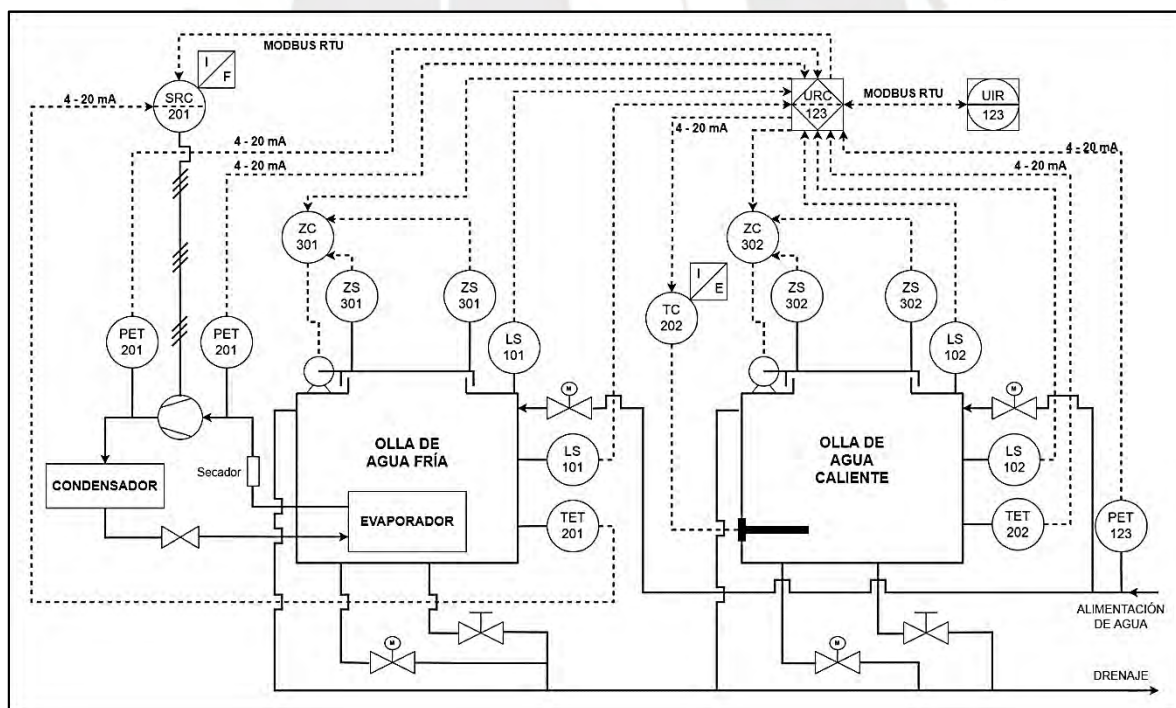 MODBUS RTU
I
F
SRC
201
4 - 20 mA
4 - 20 mA
4 - 20 mA
URC
123
MODBUS RTU
UIR
123
4 - 20 mA
4 - 20 mA
4 - 20 mA
ZC
301
ZS
301
ZS
301
LS
101
ZC
302
I
E
TC
202
ZS
302
ZS
302
LS
102
PET
201
PET
201
M
M
OLLA DE
AGUA FRÍA
LS
101
OLLA DE
AGUA
CALIENTE
LS
102
Secador
CONDENSADOR
EVAPORADOR
TET
201
TET
202
PET
123
ALIMENTACIÓN
DE AGUA
M
M
DRENAJE